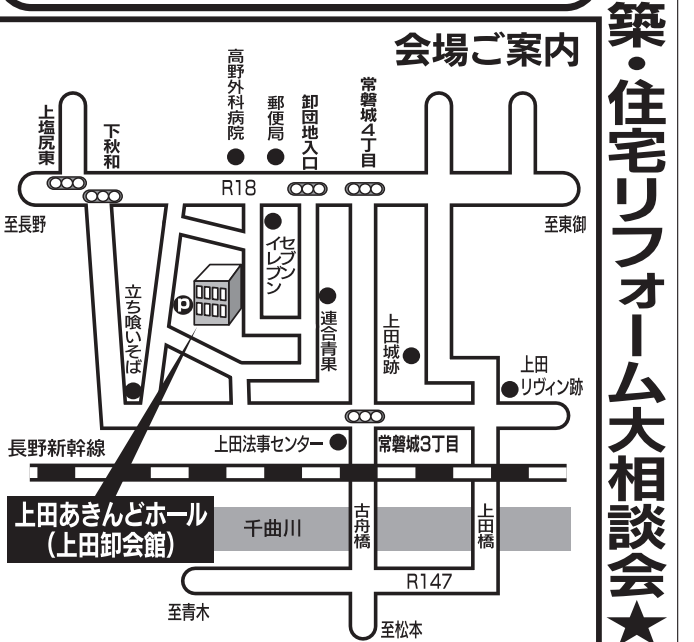 築・住宅リフォーム大相談会★
会場ご案内
上塩尻東
下秋和
高野外科病院
郵便局
卸団地入口
常磐城4丁目
R18
至長野
至東御
セブン
イレブン
P
立ち喰いそば
連合青果
上田城跡
上田
リヴィン跡
長野新幹線
上田法事センター
常磐城3丁目
上田あきんどホール
（上田卸会館）
千曲川
古舟橋
上田橋
R147
至青木
至松本